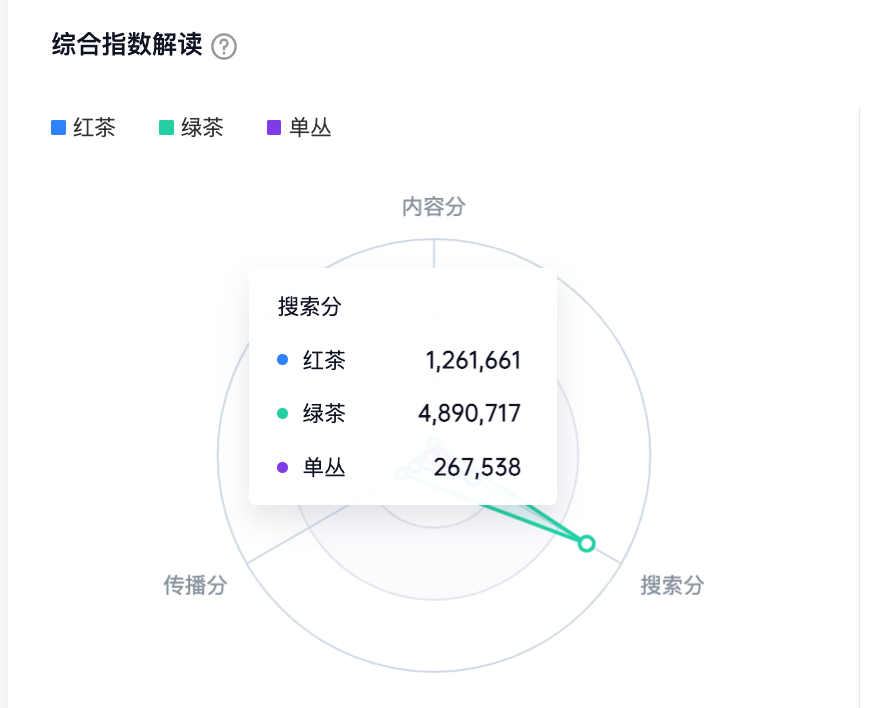 综合指数解读 ?
红茶 绿茶 单丛
内容分
搜索分
红茶 1,261,661
绿茶 4,890,717
单丛 267,538
传播分 搜索分